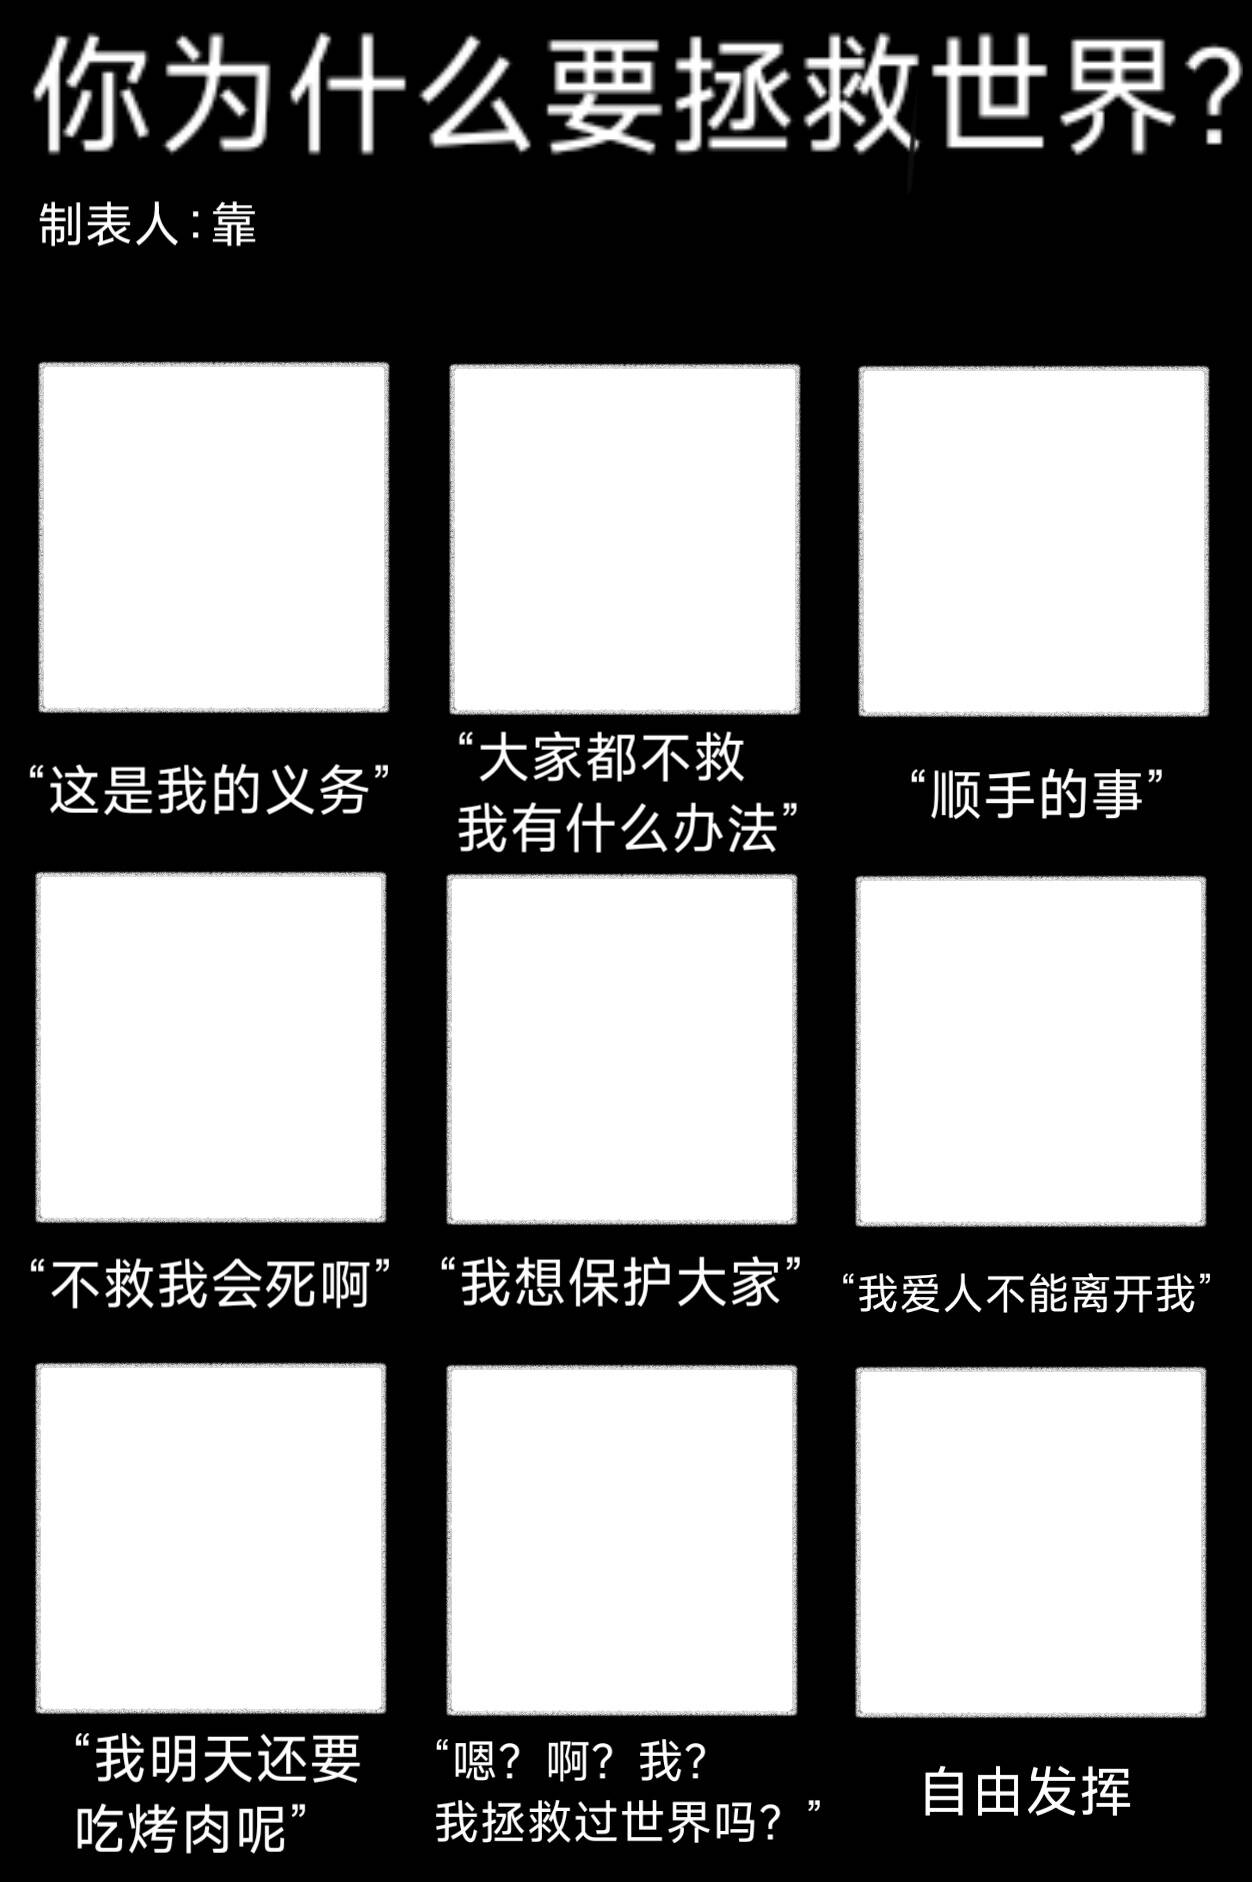 你为什么要拯救世界?
制表人:靠
“这是我的义务”
“大家都不救
我有什么办法”
“顺手的事”
“不救我会死啊”
“我想保护大家”
“我爱人不能离开我”
“我明天还要
吃烤肉呢”
“嗯？啊？我？
我拯救过世界吗？”
自由发挥